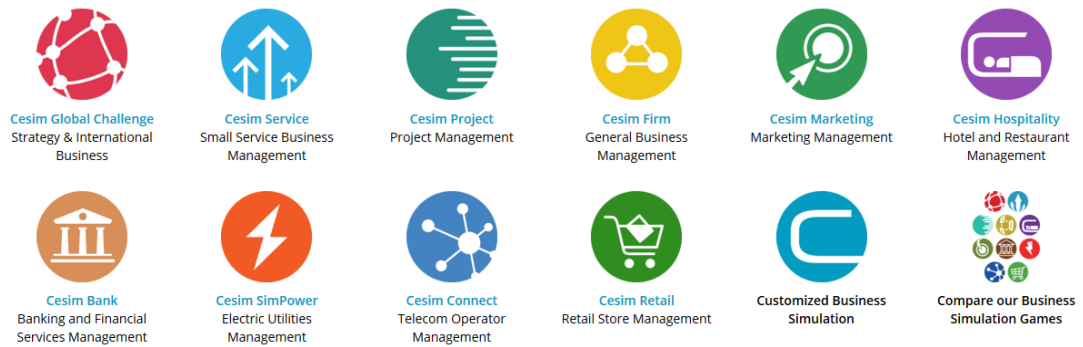 Cesim Global Challenge
Strategy & International
Business
Cesim Service
Small Service Business
Management
Cesim Project
Project Management
Cesim Firm
General Business
Management
Cesim Marketing
Marketing Management
Cesim Hospitality
Hotel and Restaurant
Management
Cesim Bank
Banking and Financial
Services Management
Cesim SimPower
Electric Utilities
Management
Cesim Connect
Telecom Operator
Management
Cesim Retail
Retail Store Management
Customized Business
Simulation
Compare our Business
Simulation Games